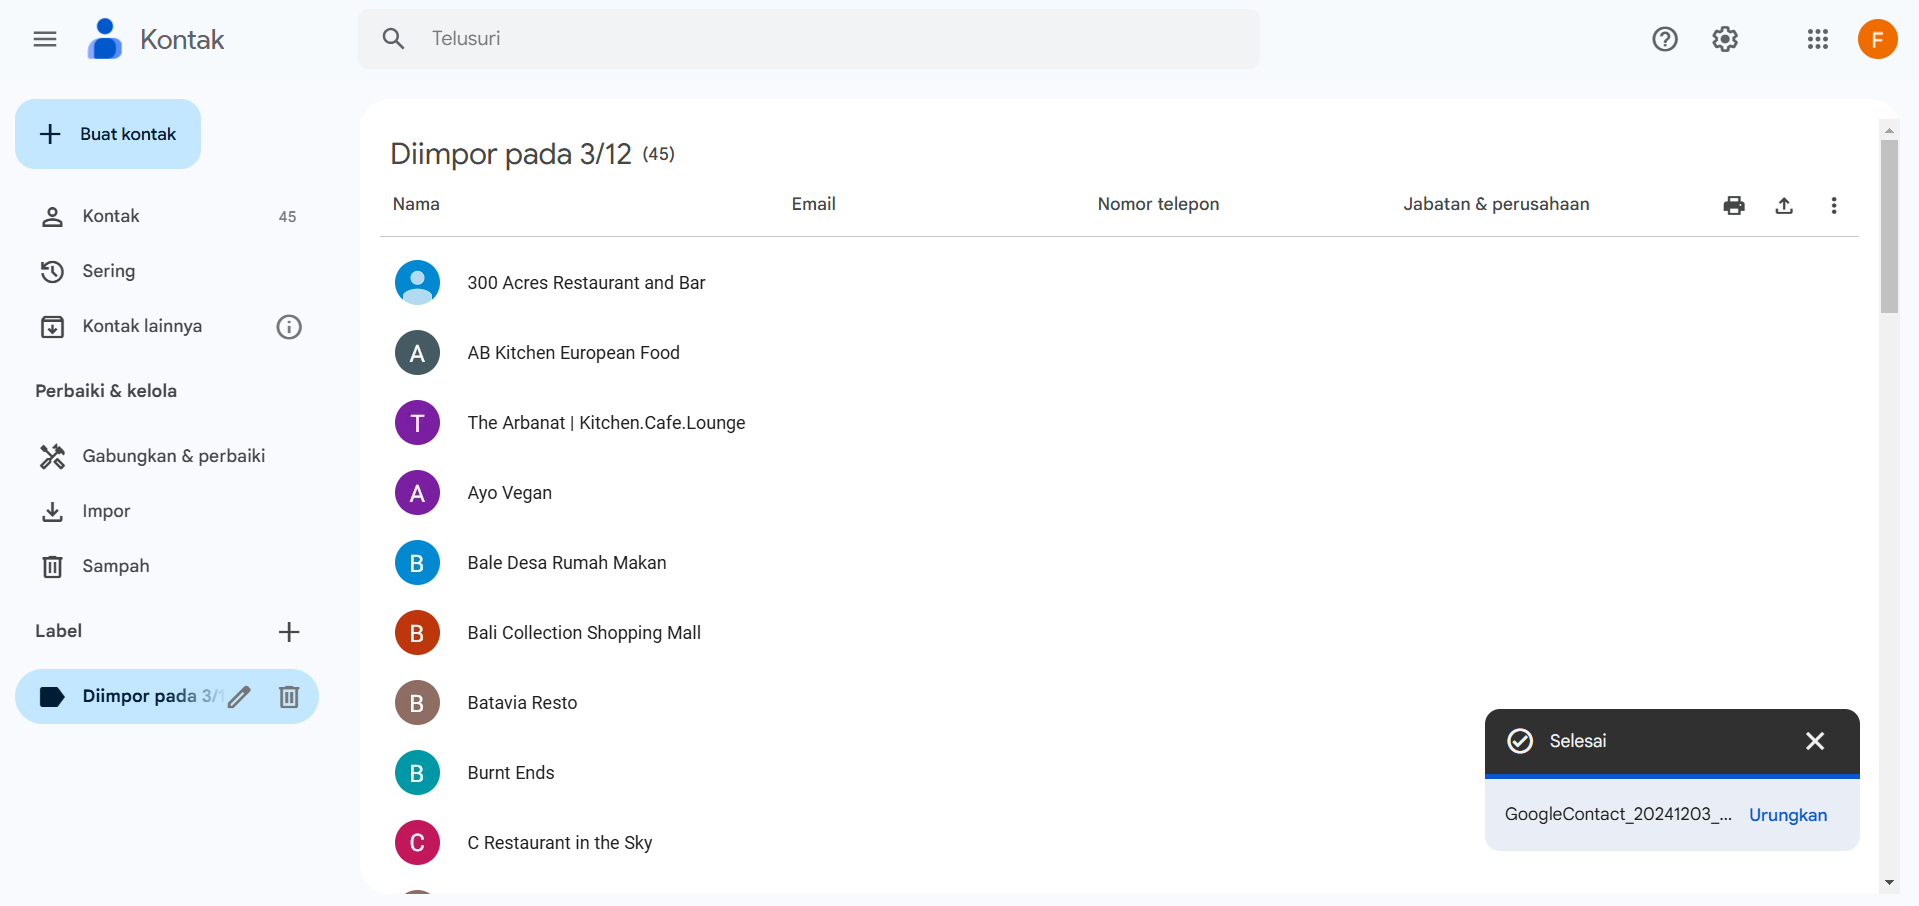 Kontak
Telusuri
F
Buat kontak
Kontak 45
Sering
Kontak lainnya
Perbaiki & kelola
Gabungkan & perbaiki
Impor
Sampah
Label
Diimpor pada 3/1
Diimpor pada 3/12 (45)
Nama Email Nomor telepon Jabatan & perusahaan
300 Acres Restaurant and Bar
A AB Kitchen European Food
T The Arbanat | Kitchen.Cafe.Lounge
A Ayo Vegan
B Bale Desa Rumah Makan
B Bali Collection Shopping Mall
B Batavia Resto
B Burnt Ends
C C Restaurant in the Sky
Selesai
GoogleContact_20241203_... Urungkan